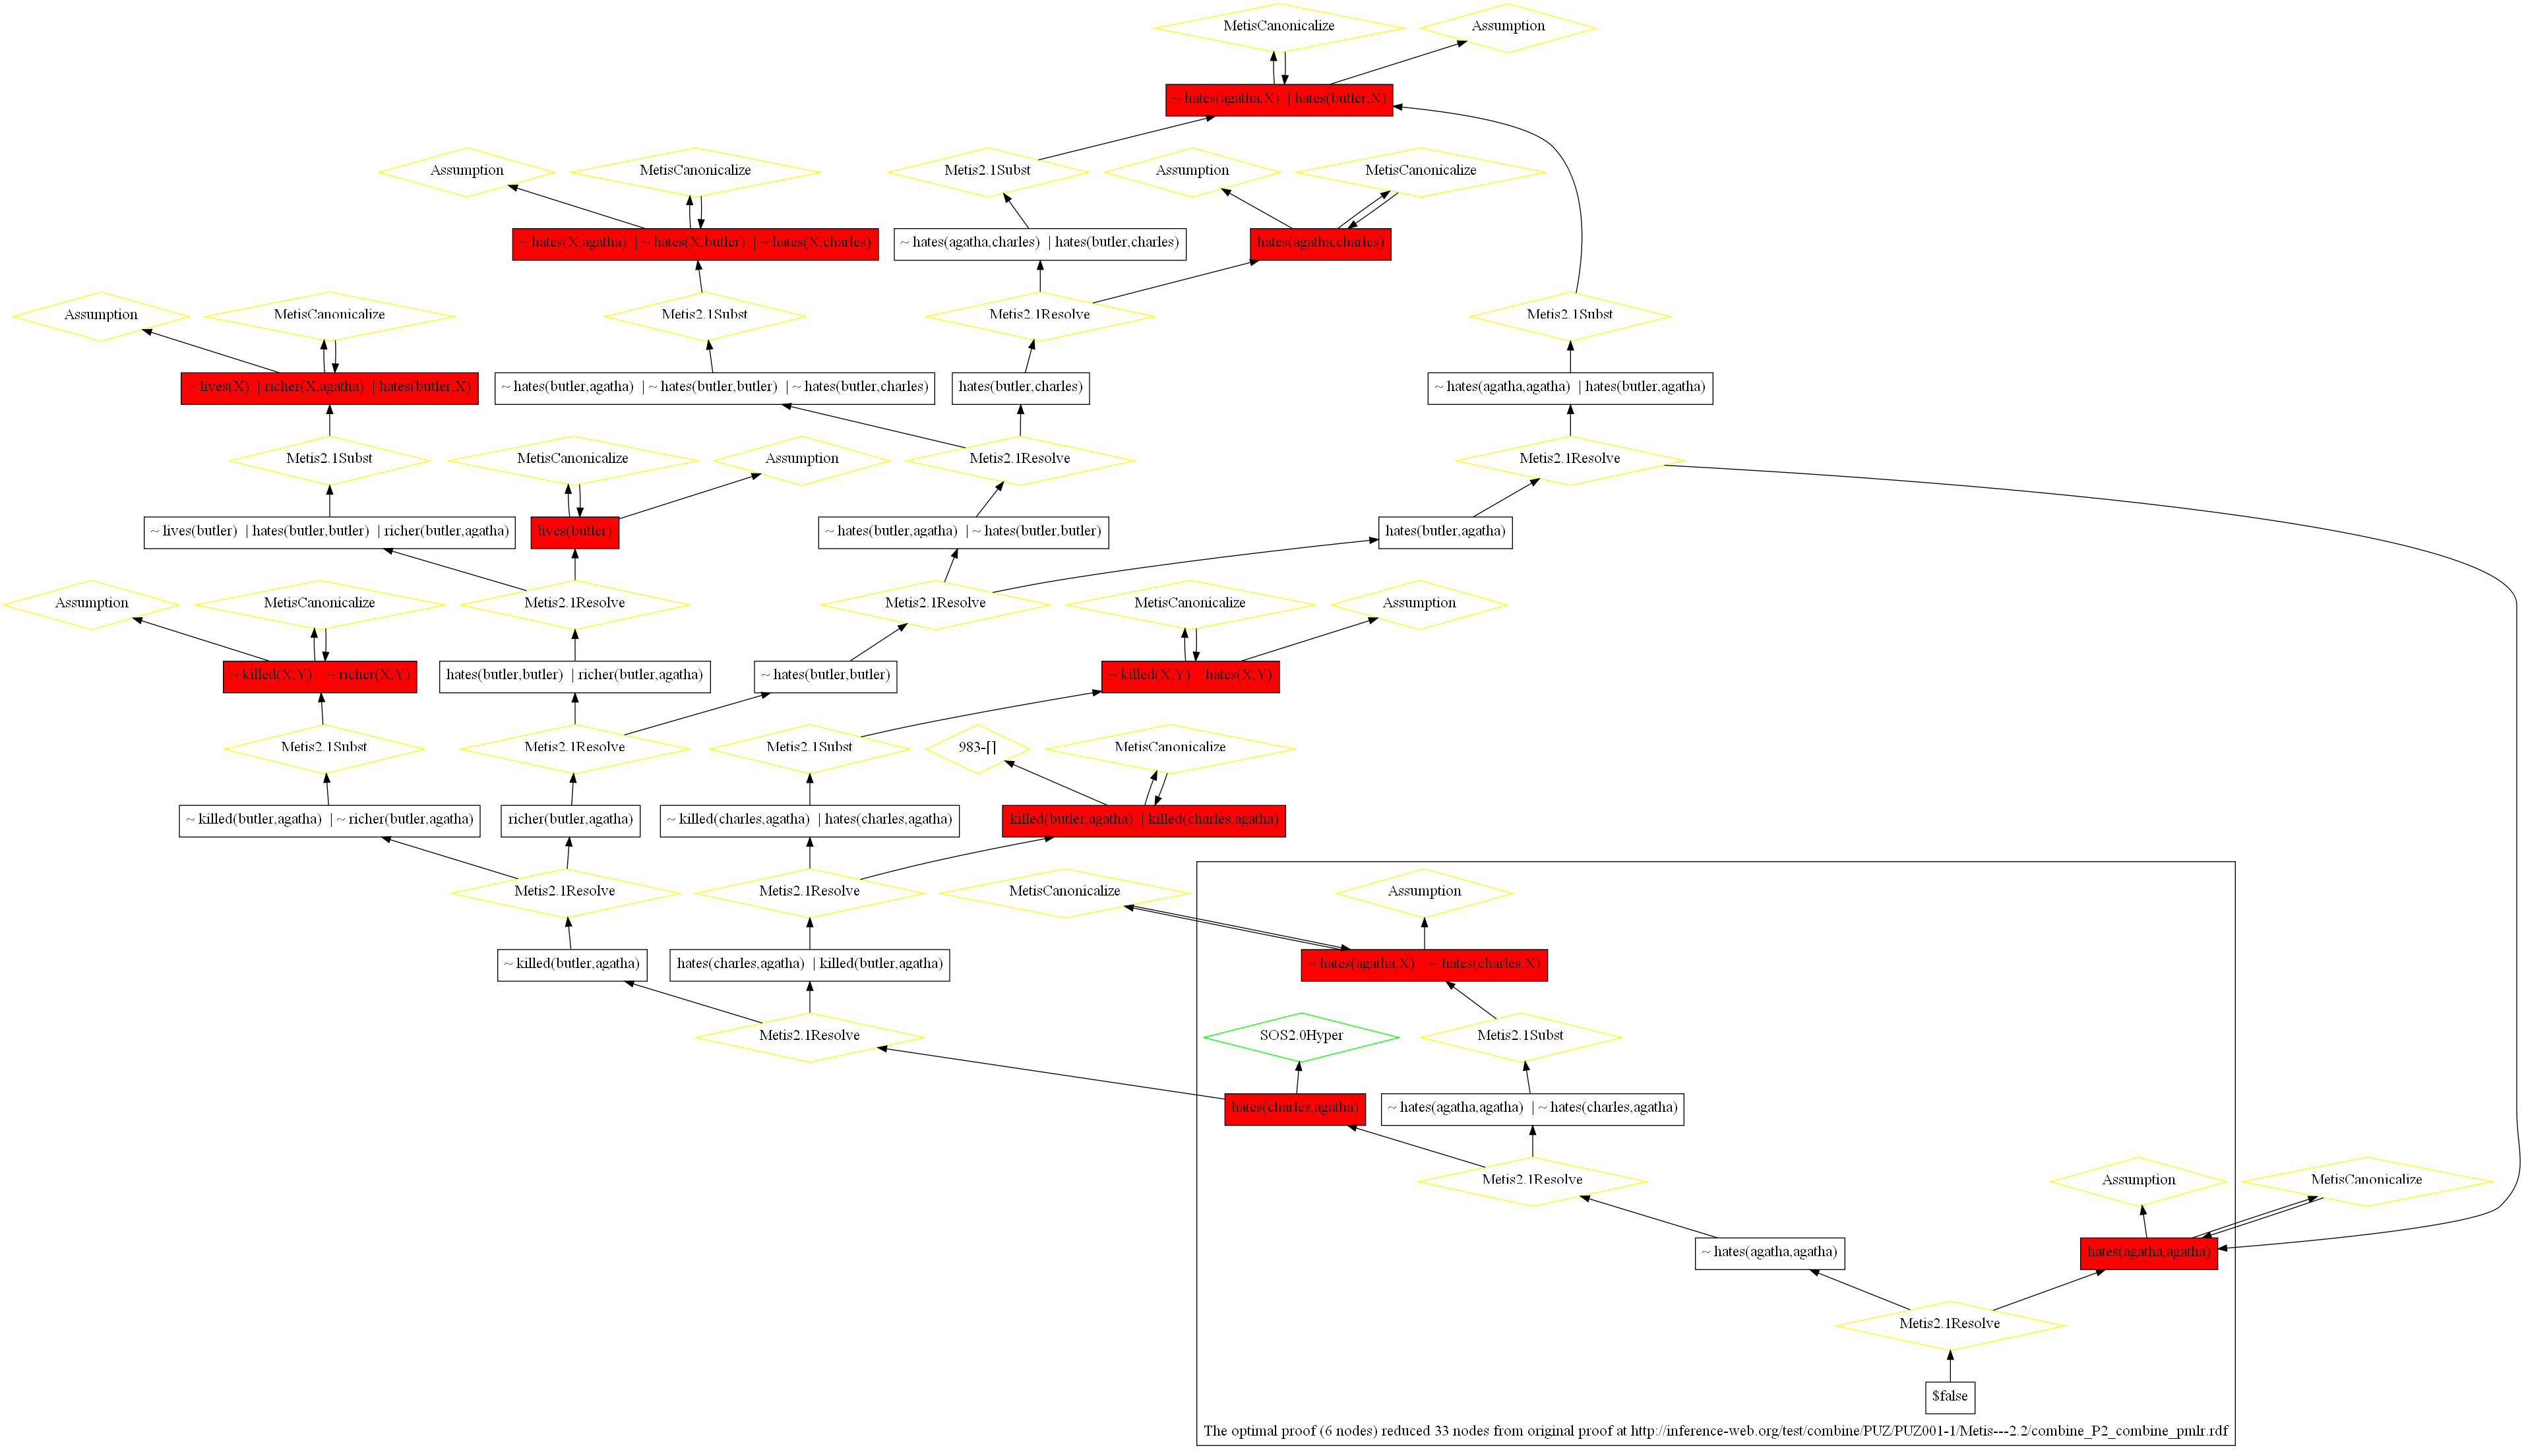 MetisCanonicalize
Assumption
~ hates(agatha,X) | hates(butler,X)
Assumption
MetisCanonicalize
Metis2.1Subst
Assumption
MetisCanonicalize
~ hates(X,agatha) | ~ hates(X,butler) | ~ hates(X,charles)
~ hates(agatha,charles) | hates(butler,charles)
hates(agatha,charles)
Assumption
MetisCanonicalize
Metis2.1Subst
Metis2.1Resolve
Metis2.1Subst
~ lives(X) | richer(X,agatha) | hates(butler,X)
~ hates(butler,agatha) | ~ hates(butler,butler) | ~ hates(butler,charles)
hates(butler,charles)
~ hates(agatha,agatha) | hates(butler,agatha)
Metis2.1Subst
MetisCanonicalize
Assumption
Metis2.1Resolve
Metis2.1Resolve
~ lives(butler) | hates(butler,butler) | richer(butler,agatha)
lives(butler)
~ hates(butler,agatha) | ~ hates(butler,butler)
hates(butler,agatha)
Assumption
MetisCanonicalize
Metis2.1Resolve
Metis2.1Resolve
MetisCanonicalize
Assumption
~ killed(X,Y) | ~ richer(X,Y)
hates(butler,butler) | richer(butler,agatha)
~ hates(butler,butler)
~ killed(X,Y) | hates(X,Y)
Metis2.1Subst
Metis2.1Resolve
Metis2.1Subst
983-[]
MetisCanonicalize
~ killed(butler,agatha) | ~ richer(butler,agatha)
richer(butler,agatha)
~ killed(charles,agatha) | hates(charles,agatha)
killed(butler,agatha) | killed(charles,agatha)
Metis2.1Resolve
Metis2.1Resolve
MetisCanonicalize
Assumption
~ killed(butler,agatha)
hates(charles,agatha) | killed(butler,agatha)
~ hates(agatha,X) | ~ hates(charles,X)
Metis2.1Resolve
SOS2.0Hyper
Metis2.1Subst
hates(charles,agatha)
~ hates(agatha,agatha) | ~ hates(charles,agatha)
Metis2.1Resolve
Assumption
MetisCanonicalize
~ hates(agatha,agatha)
hates(agatha,agatha)
Metis2.1Resolve
$false
The optimal proof (6 nodes) reduced 33 nodes from original proof at http://inference-web.org/test/combine/PUZ/PUZ001-1/Metis---2.2/combine_P2_combine_pmlr.rdf